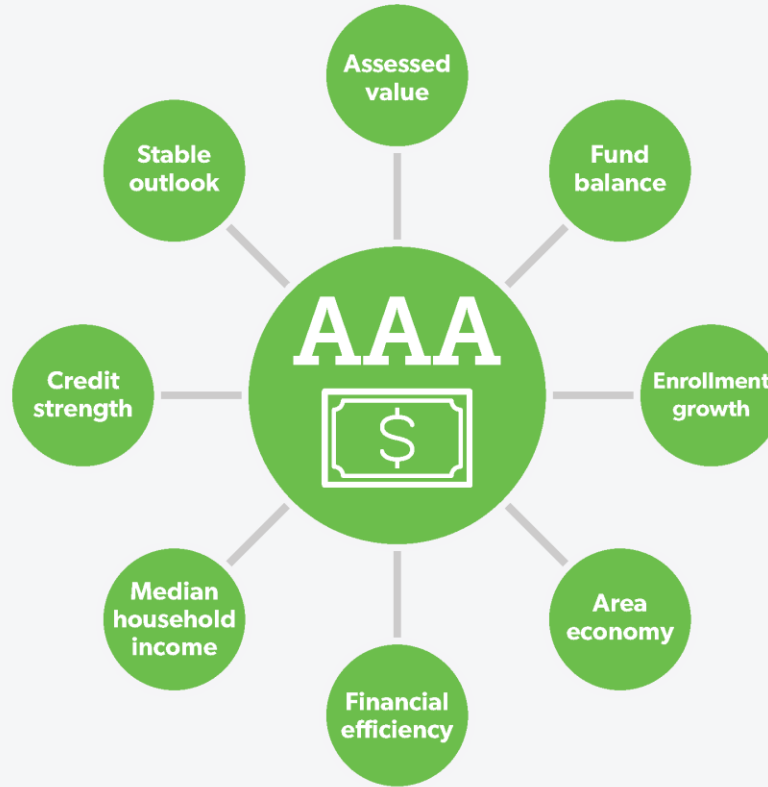 Assessed
value
Fund
balance
Enrollment
growth
Area
economy
Financial
efficiency
Median
household
income
Credit
strength
Stable
outlook
AAA
$